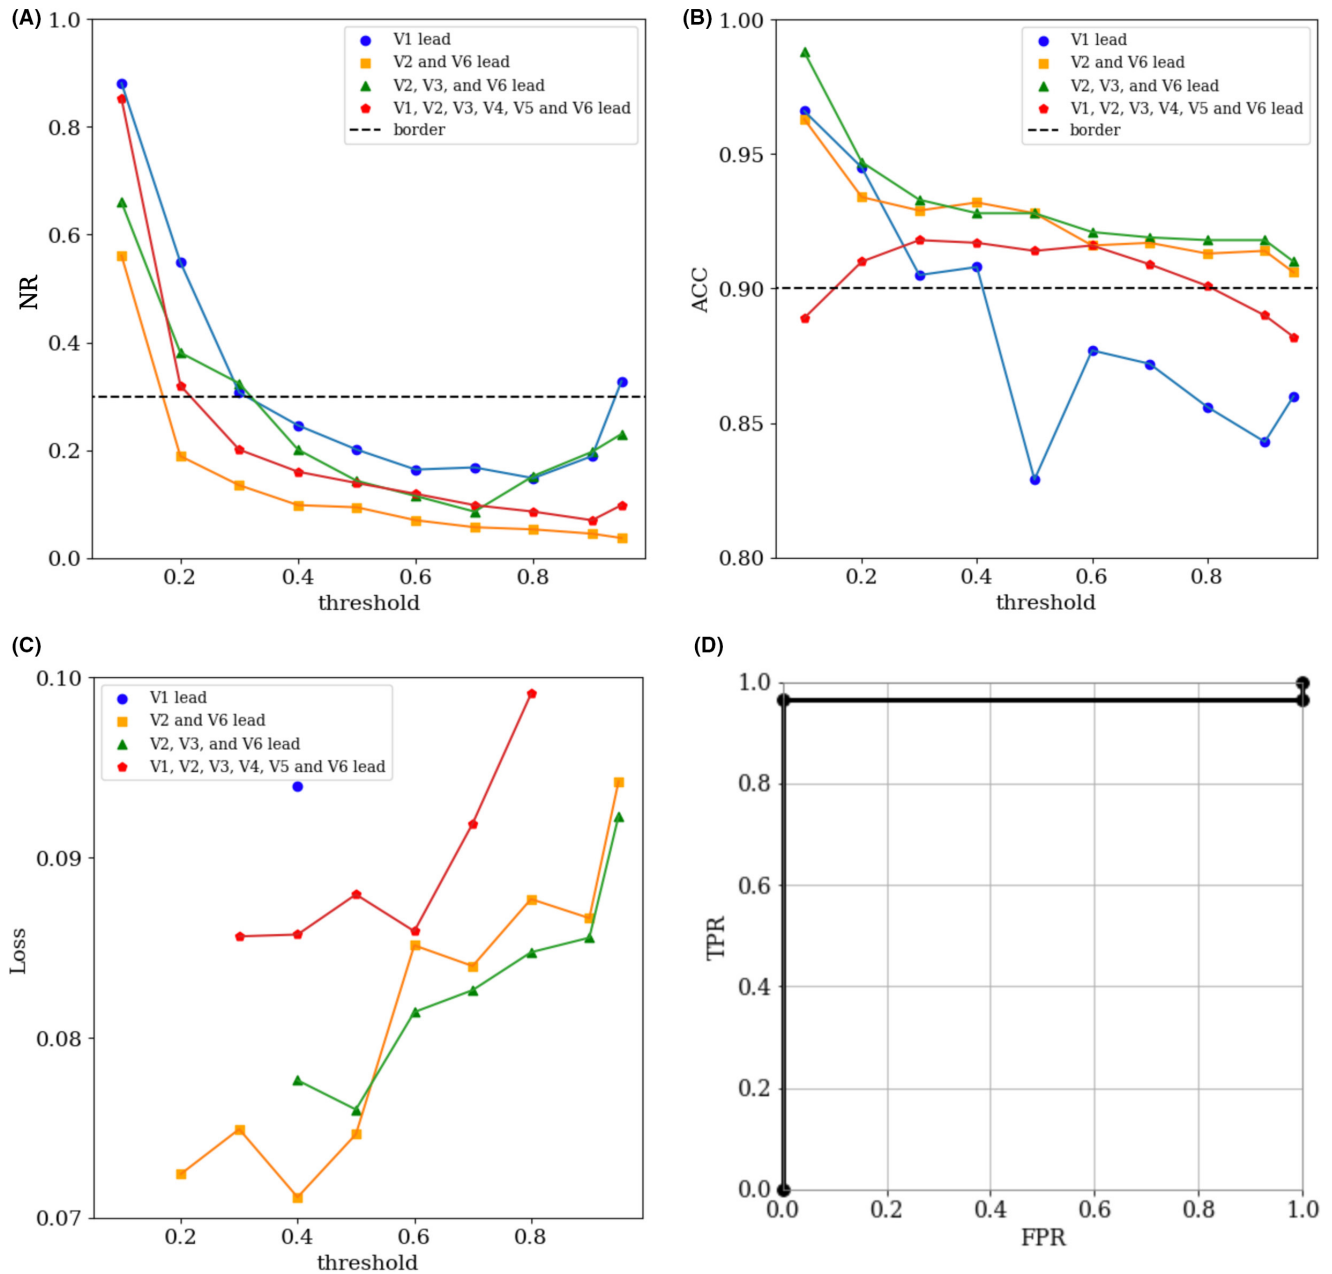 (A)
1.0
0.8
0.6
0.4
0.2
0.0
NR
V1 lead
V2 and V6 lead
V2, V3, and V6 lead
V1, V2, V3, V4, V5 and V6 lead
border
0.2 0.4 0.6 0.8
threshold
(B)
1.00
0.95
0.90
0.85
0.80
ACC
V1 lead
V2 and V6 lead
V2, V3, and V6 lead
V1, V2, V3, V4, V5 and V6 lead
border
0.2 0.4 0.6 0.8
threshold
(C)
0.10
0.09
0.08
0.07
Loss
V1 lead
V2 and V6 lead
V2, V3, and V6 lead
V1, V2, V3, V4, V5 and V6 lead
0.2 0.4 0.6 0.8
threshold
(D)
1.0
0.8
0.6
0.4
0.2
0.0
TPR
0.0 0.2 0.4 0.6 0.8 1.0
FPR